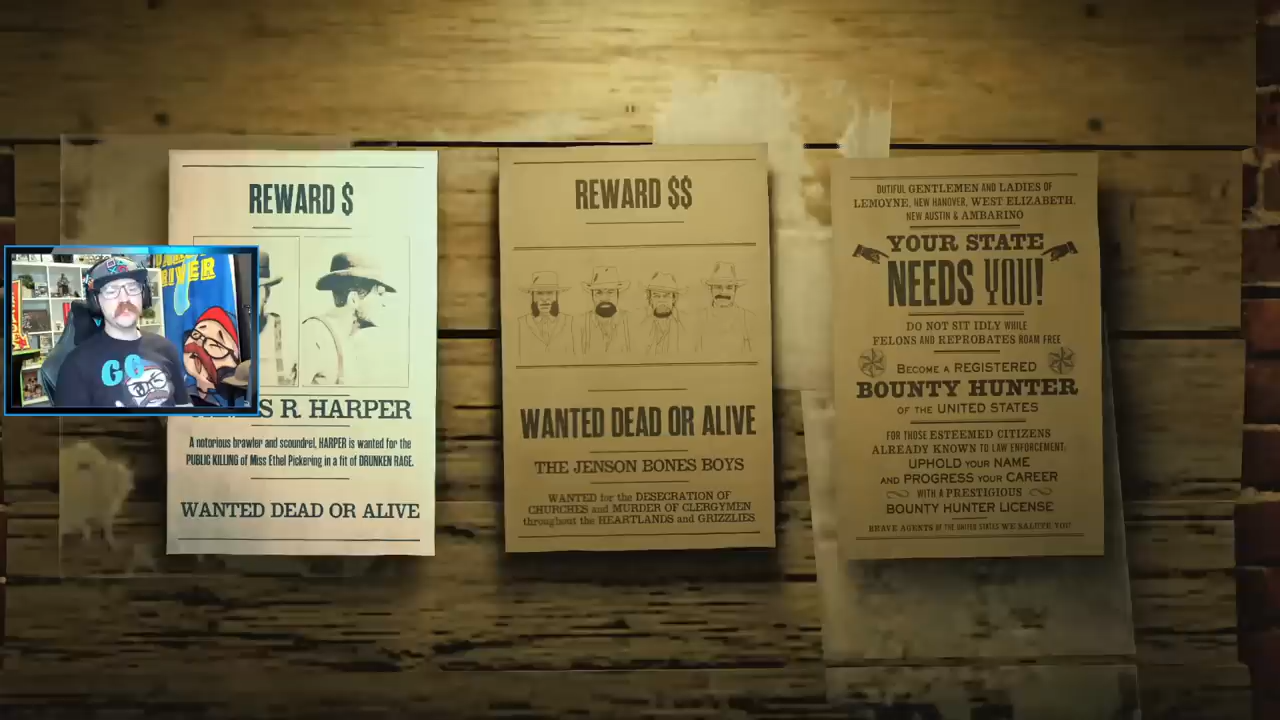 REWARD $
S R HARPER
A notorious brawler and scoundrel, HARPER is wanted for the
PUBLIC KILLING of Miss Ethel Pickering in a fit of DRUNKEN RAGE.
WANTED DEAD OR ALIVE
REWARD $$
WANTED DEAD OR ALIVE
THE JENSON BONES BOYS
WANTED for the DESECRATION OF
CHURCHES and MURDER OF CLERGYMEN
throughout the HEARTLANDS and GRIZZLIES
DUTIFUL GENTLEMEN AND LADIES OF
LEMOYNE, NEW HANOVER, WEST ELIZABETH,
NEW AUSTIN & AMBARINO
YOUR STATE
NEEDS YOU!
DO NOT SIT IDLY WHILE
FELONS AND REPROBATES ROAM FREE
BECOME A REGISTERED
BOUNTY HUNTER
OF THE UNITED STATES
FOR THOSE ESTEEMED CITIZENS
ALREADY KNOWN TO LAW ENFORCEMENT:
UPHOLD YOUR NAME
AND PROGRESS YOUR CAREER
WITH A PRESTIGIOUS
BOUNTY HUNTER LICENSE
BRAVE AGENTS OF THE UNITED STATES WE SALUTE YOU!
RIVER
GG